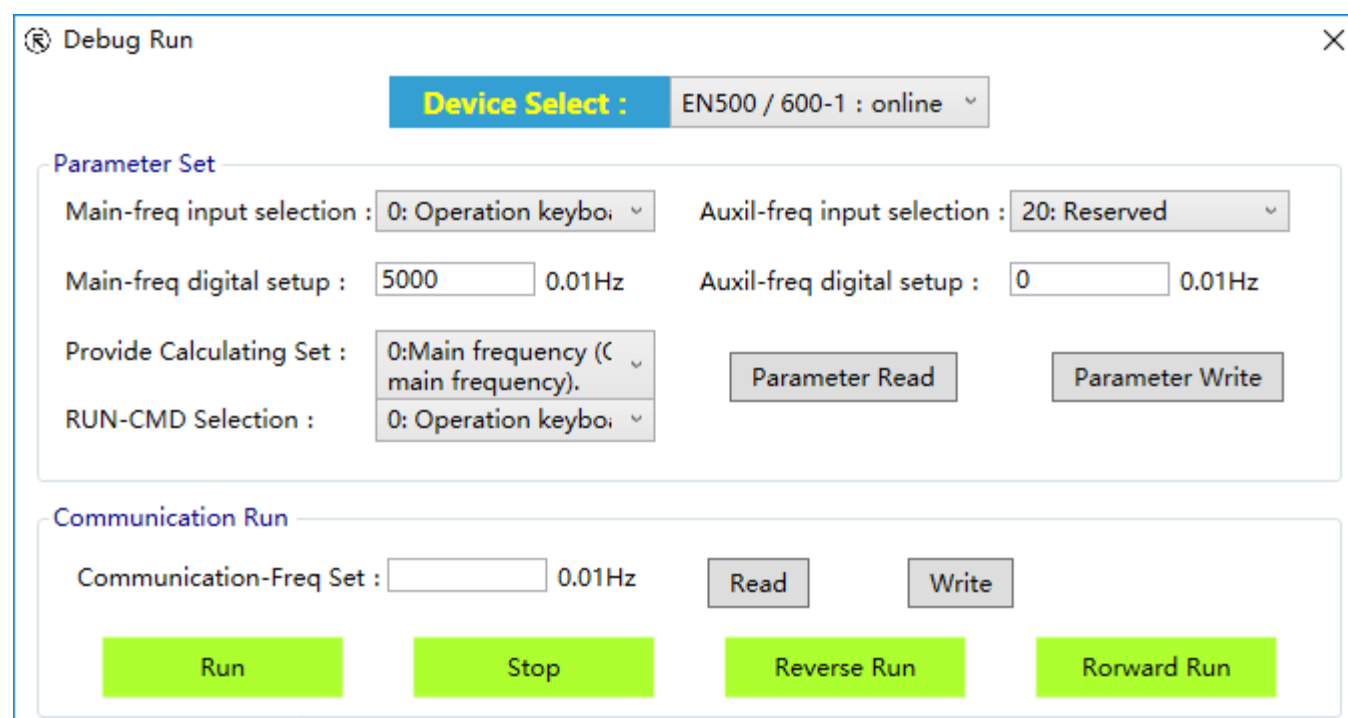 Debug Run
Device Select :
EN500 / 600-1 : online
Parameter Set
Main-freq input selection : 0: Operation keyboa
Auxil-freq input selection : 20: Reserved
Main-freq digital setup : 5000 0.01Hz
Auxil-freq digital setup : 0 0.01Hz
Provide Calculating Set : 0:Main frequency (C
main frequency).
Parameter Read
Parameter Write
RUN-CMD Selection : 0: Operation keyboa
Communication Run
Communication-Freq Set : 0.01Hz
Read
Write
Run
Stop
Reverse Run
Rorward Run